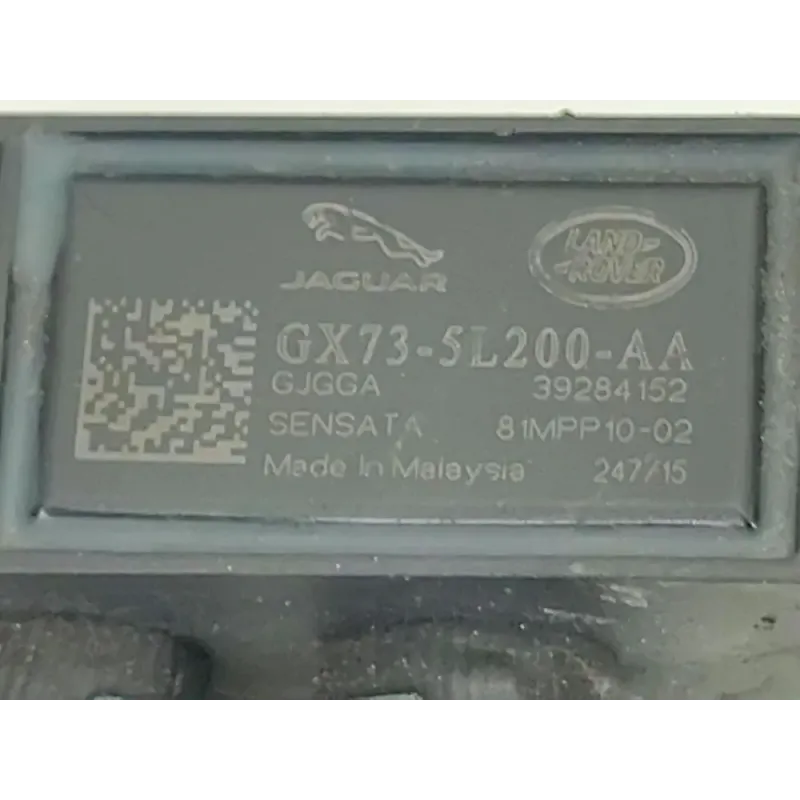 JAGUAR
LAND-
-ROVER
GX73-5L200-AA
GJGGA 39284152
SENSATA 81MPP10-02
Made In Malaysia 247/15